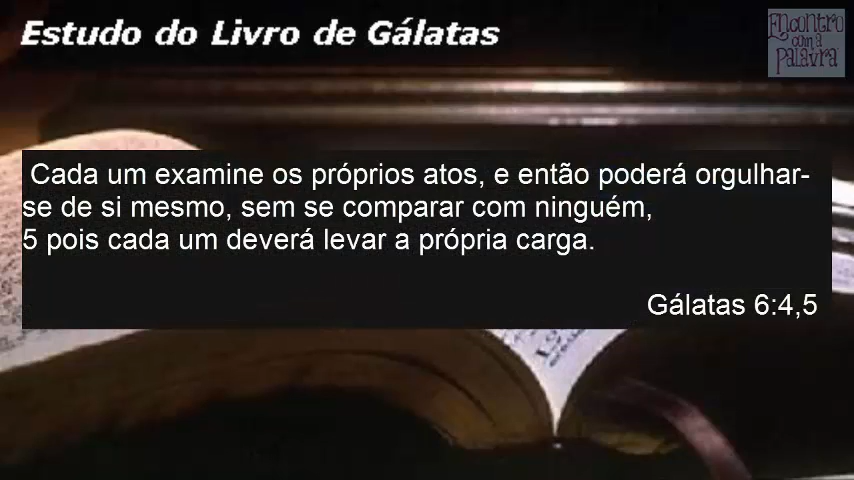 Estudo do Livro de Gálatas
Encontro
com a
Palavra
Cada um examine os próprios atos, e então poderá orgulhar-
se de si mesmo, sem se comparar com ninguém,
5 pois cada um deverá levar a própria carga.
Gálatas 6:4,5